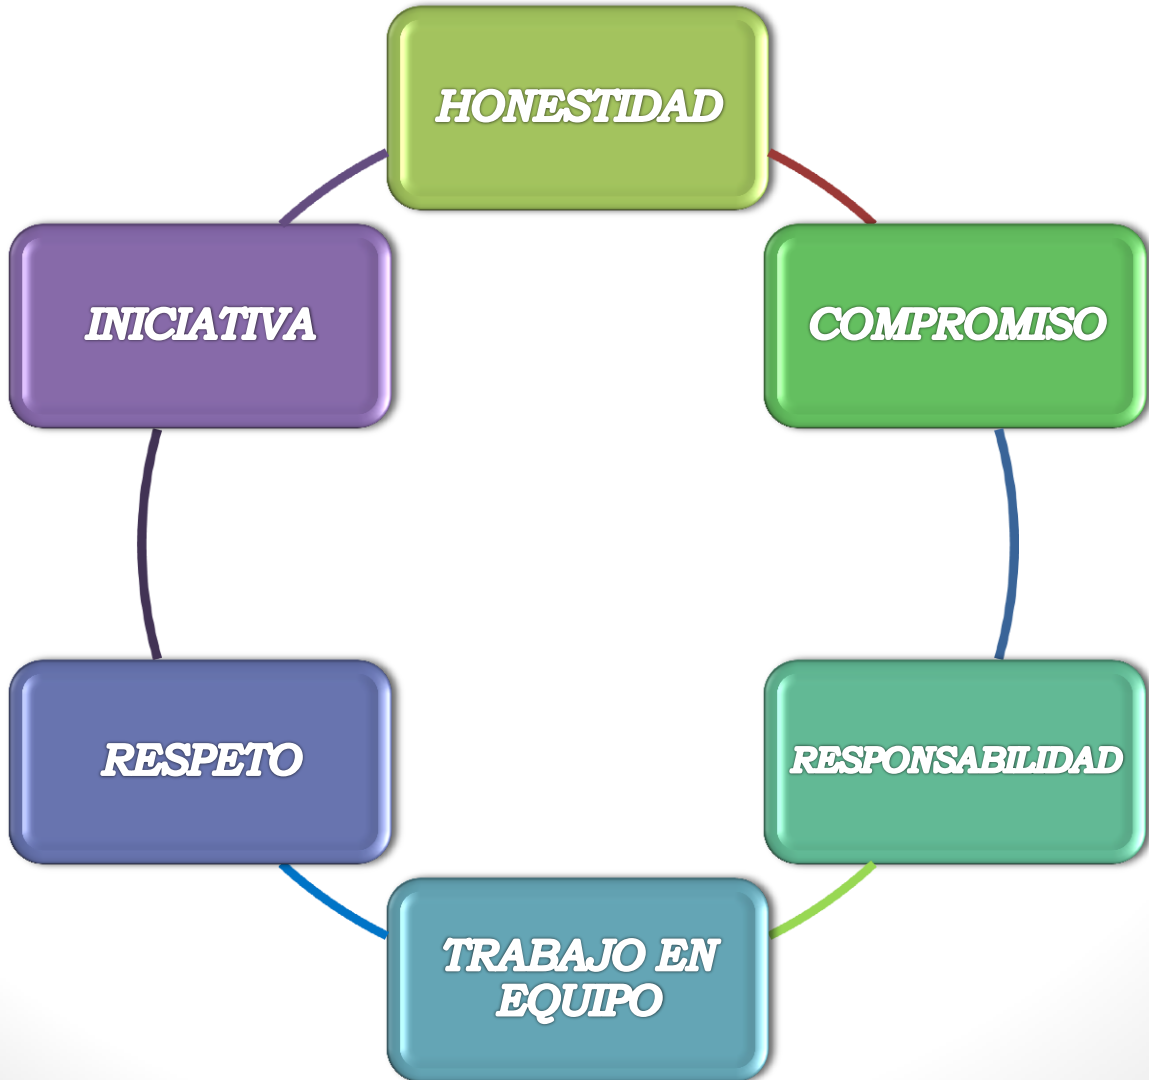 HONESTIDAD
COMPROMISO
RESPONSABILIDAD
TRABAJO EN
EQUIPO
RESPETO
INICIATIVA